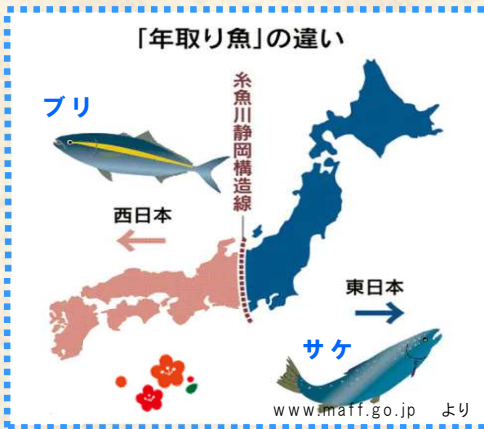 「年取り魚」の違い
ブリ
糸魚川静岡構造線
西日本
東日本
サケ
www.maff.go.jp より